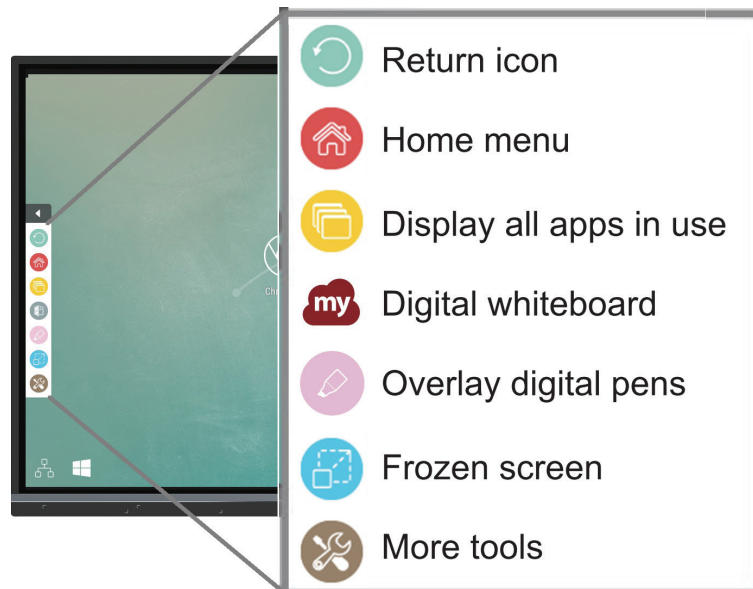 Return icon
Home menu
Display all apps in use
my
Digital whiteboard
Overlay digital pens
Frozen screen
More tools
Chr